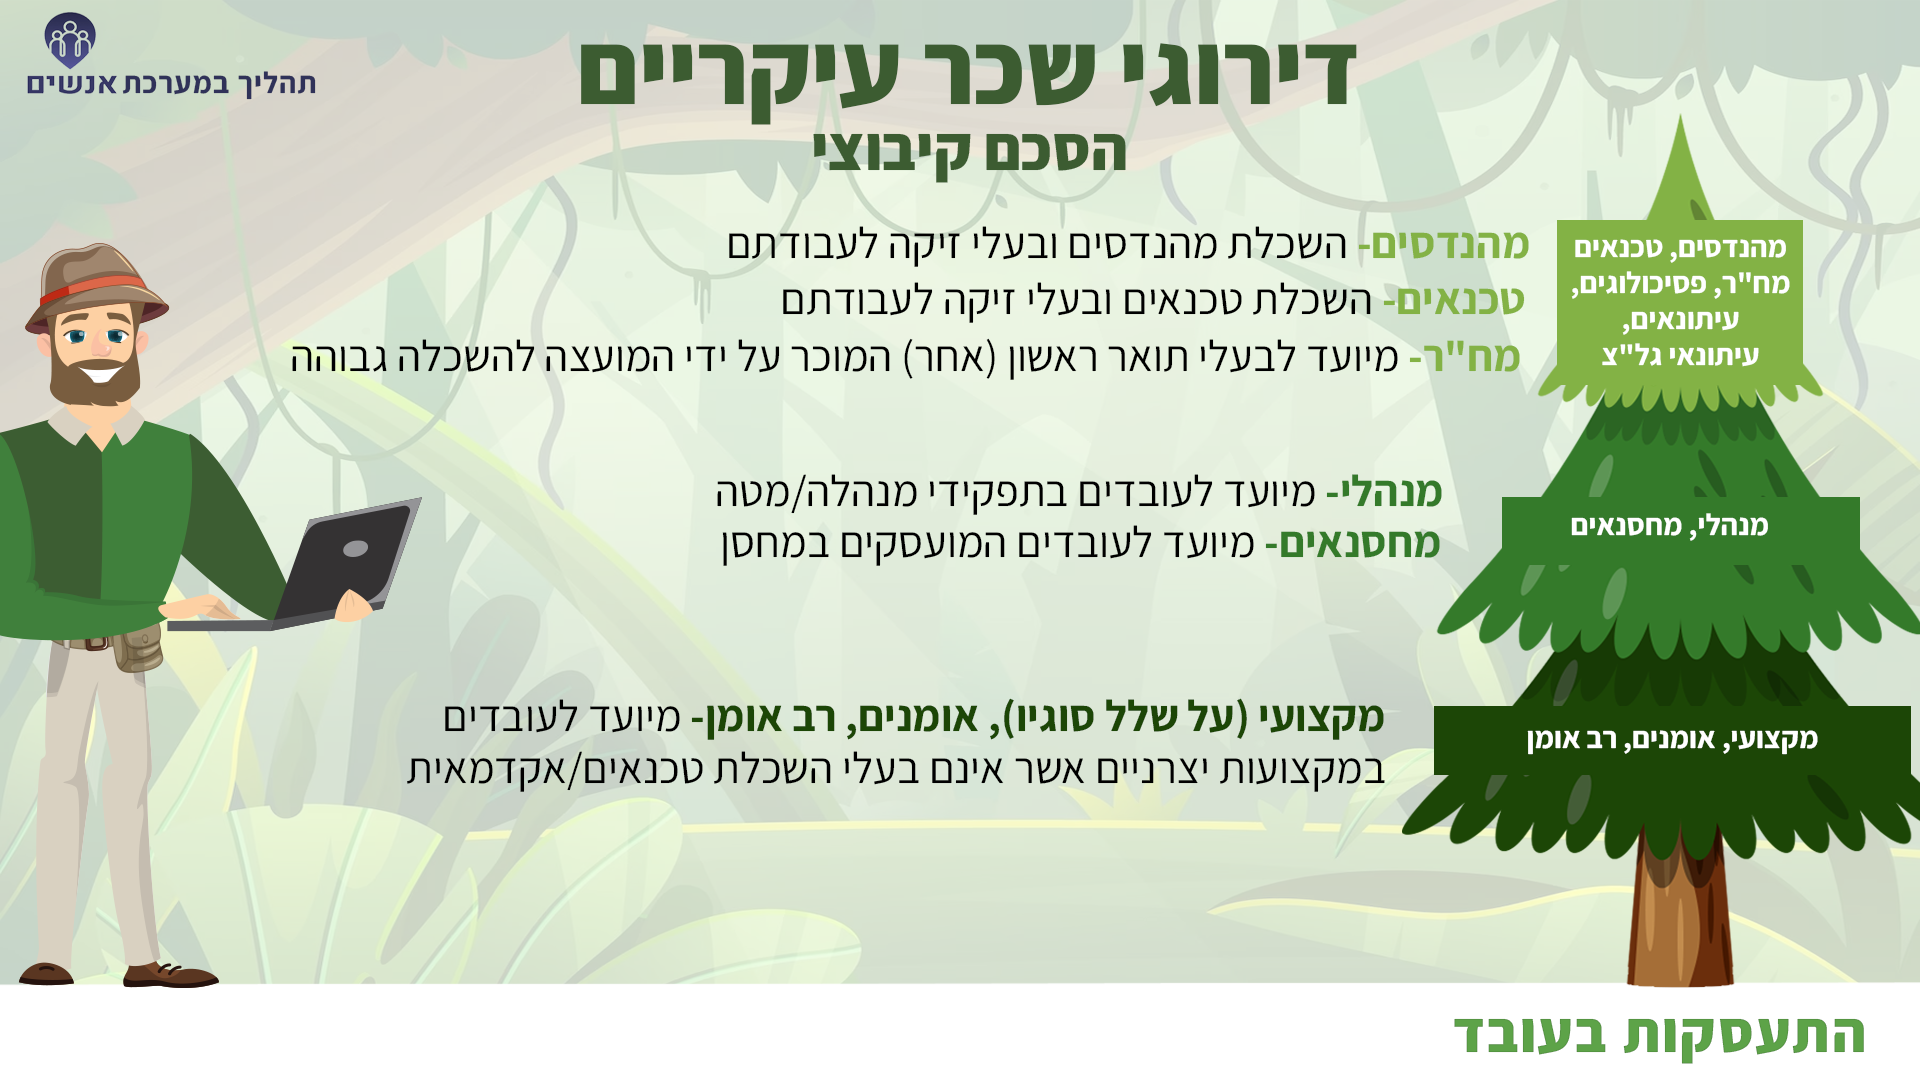 תהליך במערכת אנשים
דירוגי שכר עיקריים
הסכם קיבוצי
מהנדסים- השכלת מהנדסים ובעלי זיקה לעבודתם
טכנאים- השכלת טכנאים ובעלי זיקה לעבודתם
מח"ר- מיועד לבעלי תואר ראשון (אחר) המוכר על ידי המועצה להשכלה גבוהה
מהנדסים, טכנאים
מח"ר, פסיכולוגים,
עיתונאים,
עיתונאי גל"צ
מנהלי- מיועד לעובדים בתפקידי מנהלה/מטה
מחסנאים- מיועד לעובדים המועסקים במחסן
מנהלי, מחסנאים
מקצועי (על שלל סוגיו), אומנים, רב אומן- מיועד לעובדים
במקצועות יצרניים אשר אינם בעלי השכלת טכנאים/אקדמאית
מקצועי, אומנים, רב אומן
התעסקות בעובד